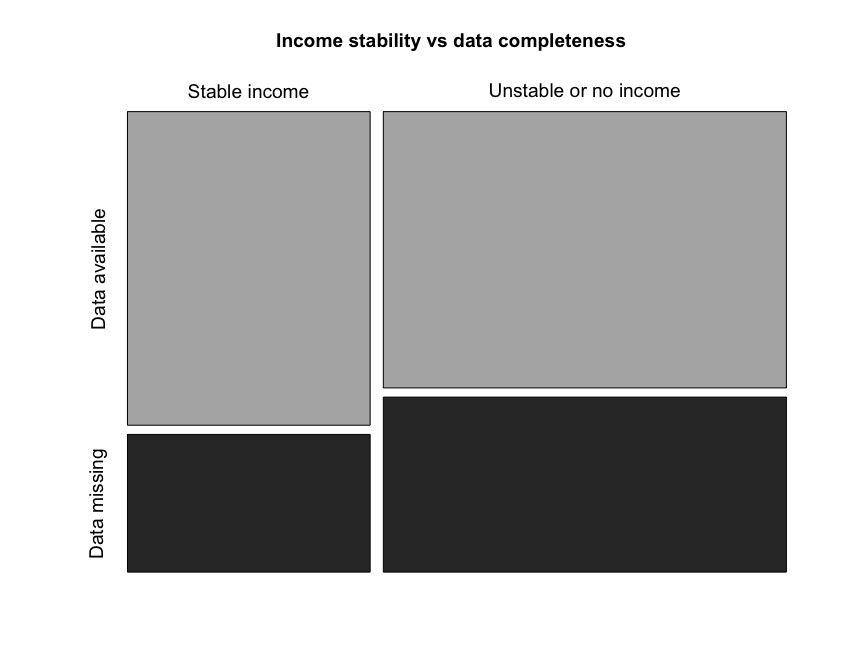 Income stability vs data completeness
Stable income
Unstable or no income
Data available
Data missing